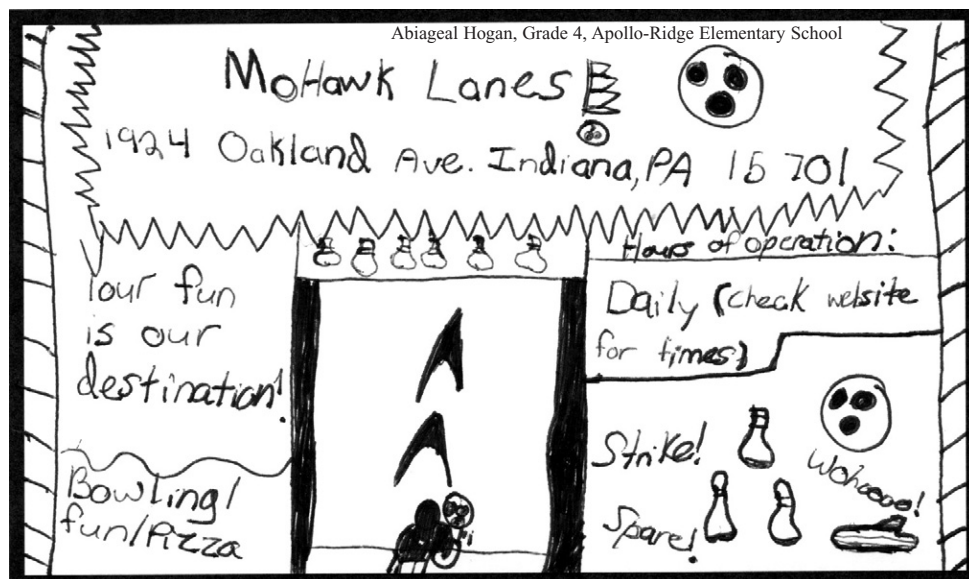 Abiageal Hogan, Grade 4, Apollo-Ridge Elementary School
MoHawk Lanes
1924 Oakland Ave. Indiana, PA 15701
Your fun
is our
destination!
Bowling/
fun/Pizza
Hours of operation:
Daily (check website
for times)
Strike!
Wohoooo!
Spare!